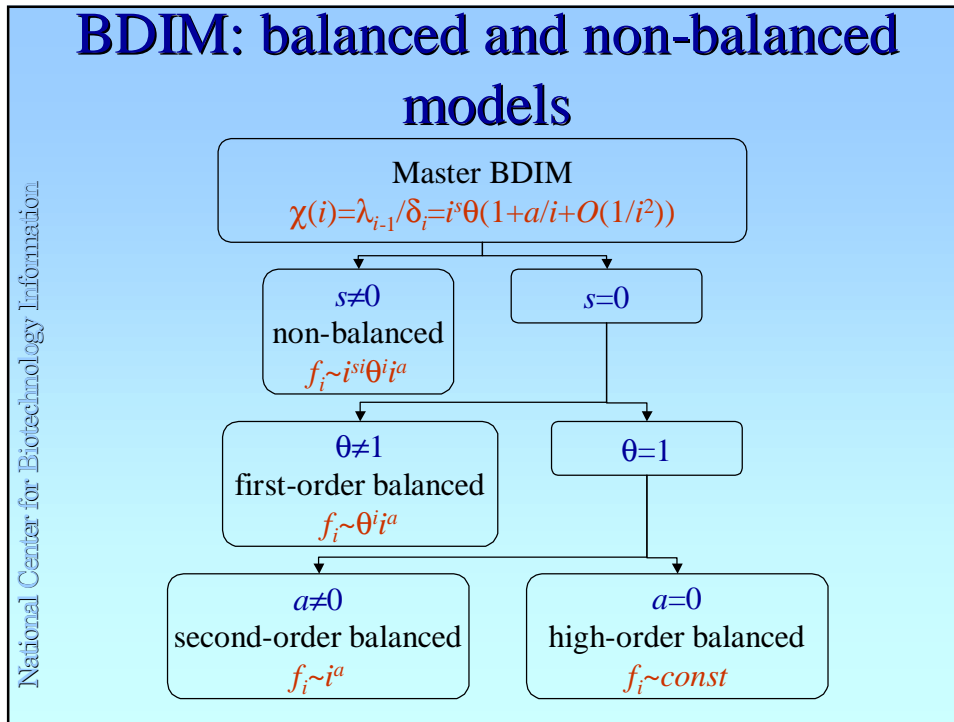 BDIM: balanced and non-balanced
models
National Center for Biotechnology Information
Master BDIM
χ(i)=λᵢ₋₁/δᵢ=iˢθ(1+a/i+O(1/i²))
s≠0
non-balanced
fᵢ~iˢⁱθⁱiᵃ
s=0
θ≠1
first-order balanced
fᵢ~θⁱiᵃ
θ=1
a≠0
second-order balanced
fᵢ~iᵃ
a=0
high-order balanced
fᵢ~const